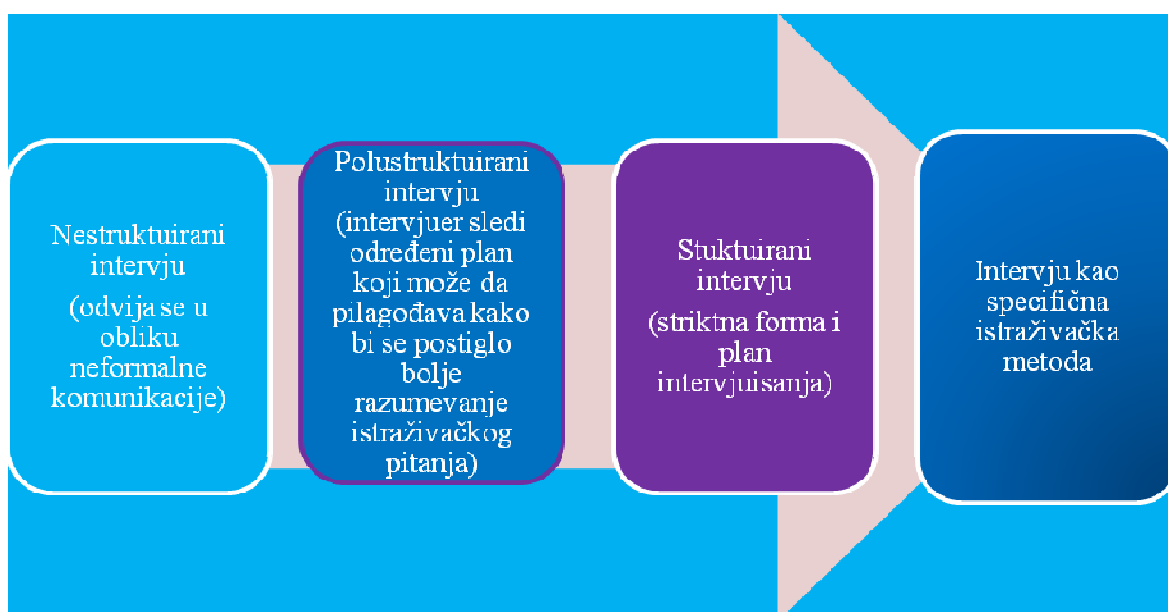 Nestruktuirani
intervju
(odvija se u
obliku
neformalne
komunikacije)
Polustruktuirani
intervju
(intervjuer sledi
određeni plan
koji može da
pilagođava kako
bi se postiglo
bolje
razumevanje
istraživačkog
pitanja)
Stuktuirani
intervju
(striktna forma i
plan
intervjuisanja)
Intervju kao
specifična
istraživačka
metoda